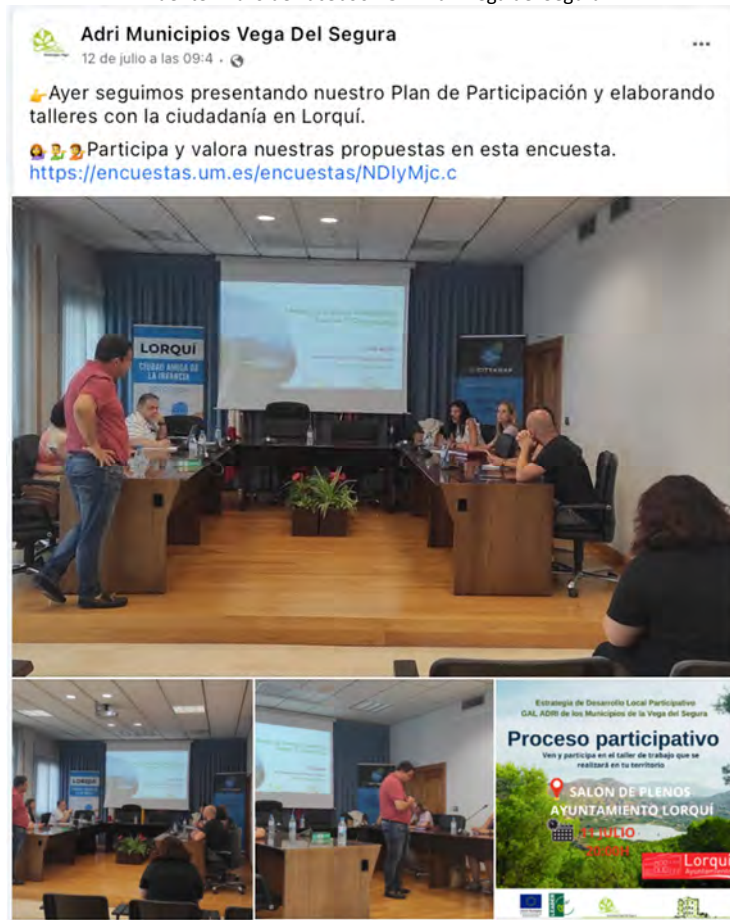 Adri Municipios Vega Del Segura
12 de julio a las 09:4 ·
👉Ayer seguimos presentando nuestro Plan de Participación y elaborando
talleres con la ciudadanía en Lorquí.
Participa y valora nuestras propuestas en esta encuesta.
https://encuestas.um.es/encuestas/NDIyMjc.c
LORQUÍ
CIUDAD AMIGA DE
LA INFANCIA
LORQUÍ
Estrategia de Desarrollo Local Participativo
GAL ADRI de los Municipios de la Vega del Segura
Proceso participativo
Ven y participa en el taller de trabajo que se
realizará en tu territorio
SALÓN DE PLENOS
AYUNTAMIENTO LORQUÍ
11 JULIO
20:00H
Lorquí
Ayuntamiento